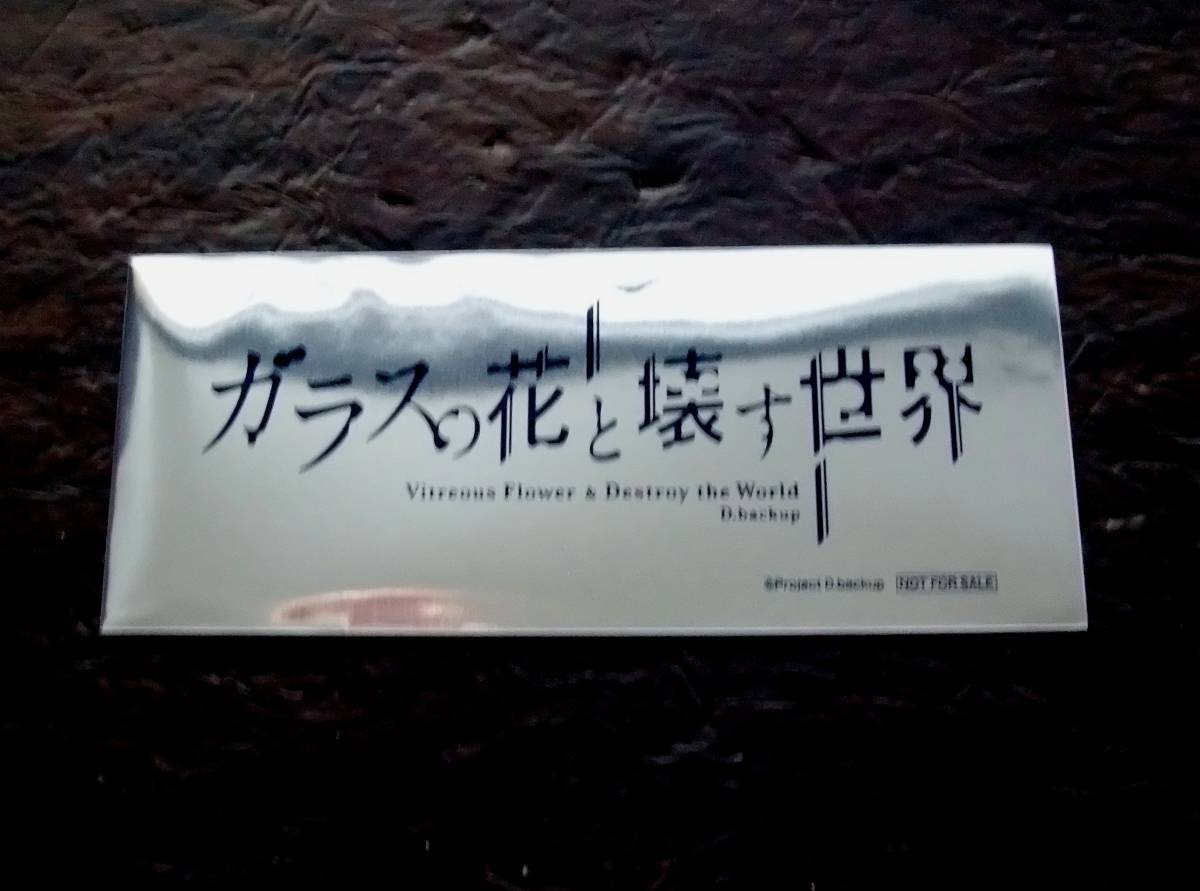 ガラスの花と壊す世界
Vitreous Flower & Destroy the World
D.backup
©Project D.backup NOT FOR SALE